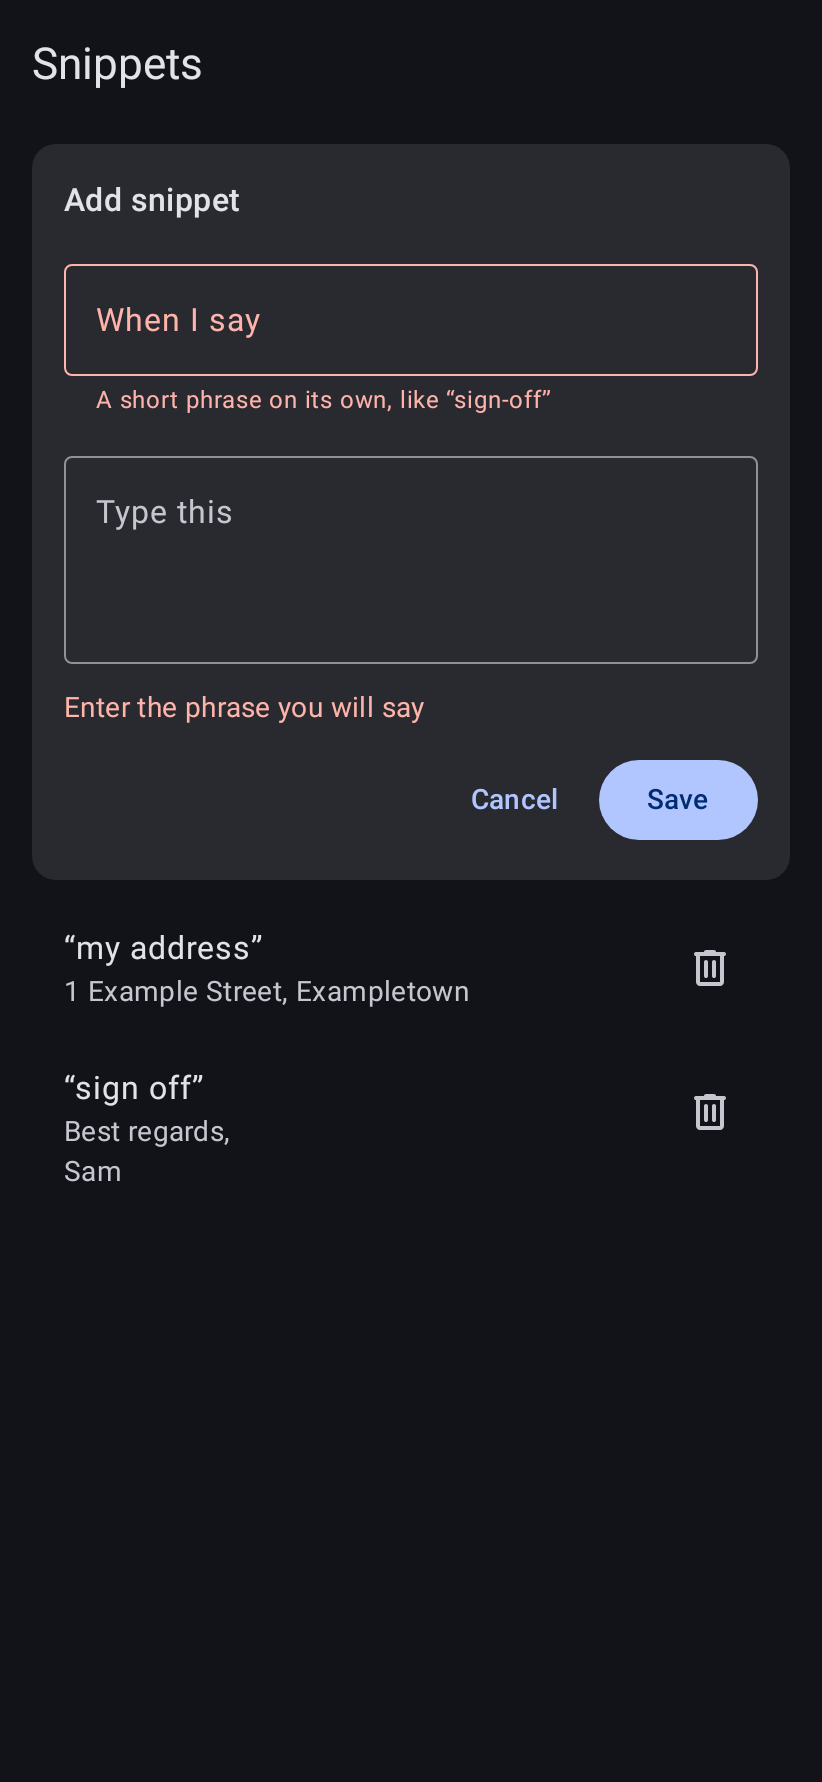 Snippets
Add snippet
When I say
A short phrase on its own, like “sign-off”
Type this
Enter the phrase you will say
Cancel
Save
“my address”
1 Example Street, Exampletown
“sign off”
Best regards,
Sam